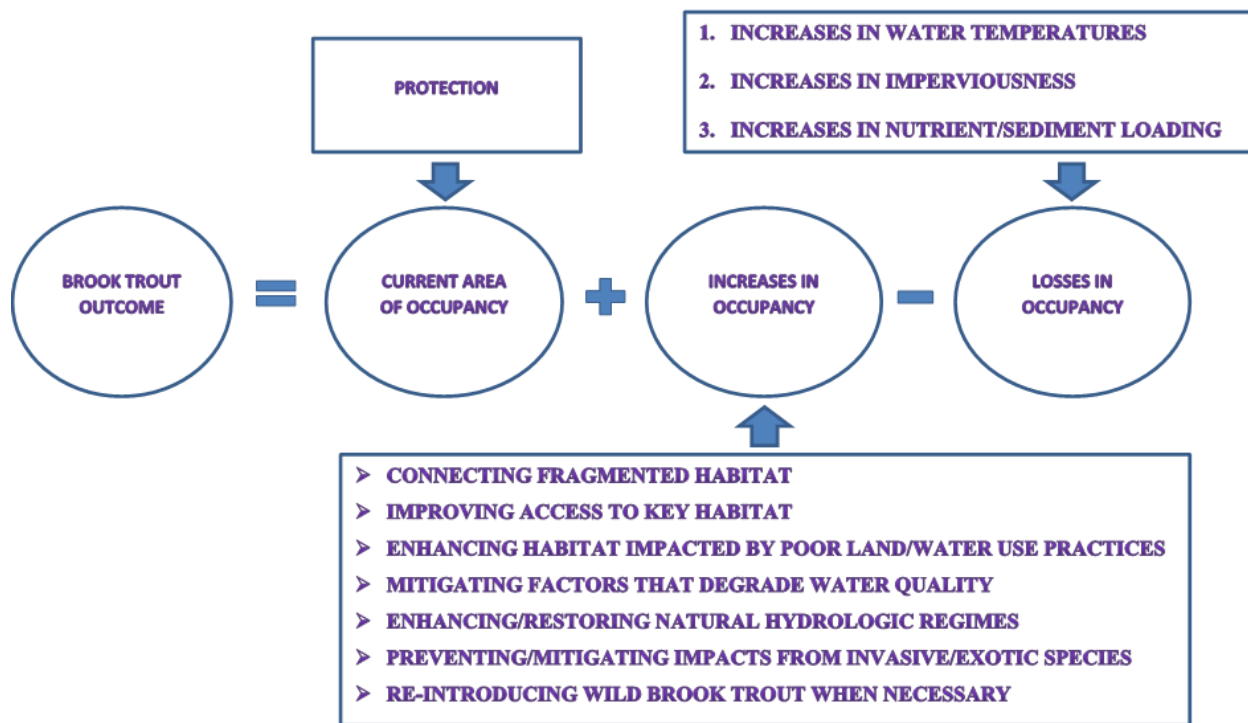 PROTECTION
1. INCREASES IN WATER TEMPERATURES
2. INCREASES IN IMPERVIOUSNESS
3. INCREASES IN NUTRIENT/SEDIMENT LOADING
BROOK TROUT
OUTCOME
=
CURRENT AREA
OF OCCUPANCY
+
INCREASES IN
OCCUPANCY
-
LOSSES IN
OCCUPANCY
➢ CONNECTING FRAGMENTED HABITAT
➢ IMPROVING ACCESS TO KEY HABITAT
➢ ENHANCING HABITAT IMPACTED BY POOR LAND/WATER USE PRACTICES
➢ MITIGATING FACTORS THAT DEGRADE WATER QUALITY
➢ ENHANCING/RESTORING NATURAL HYDROLOGIC REGIMES
➢ PREVENTING/MITIGATING IMPACTS FROM INVASIVE/EXOTIC SPECIES
➢ RE-INTRODUCING WILD BROOK TROUT WHEN NECESSARY